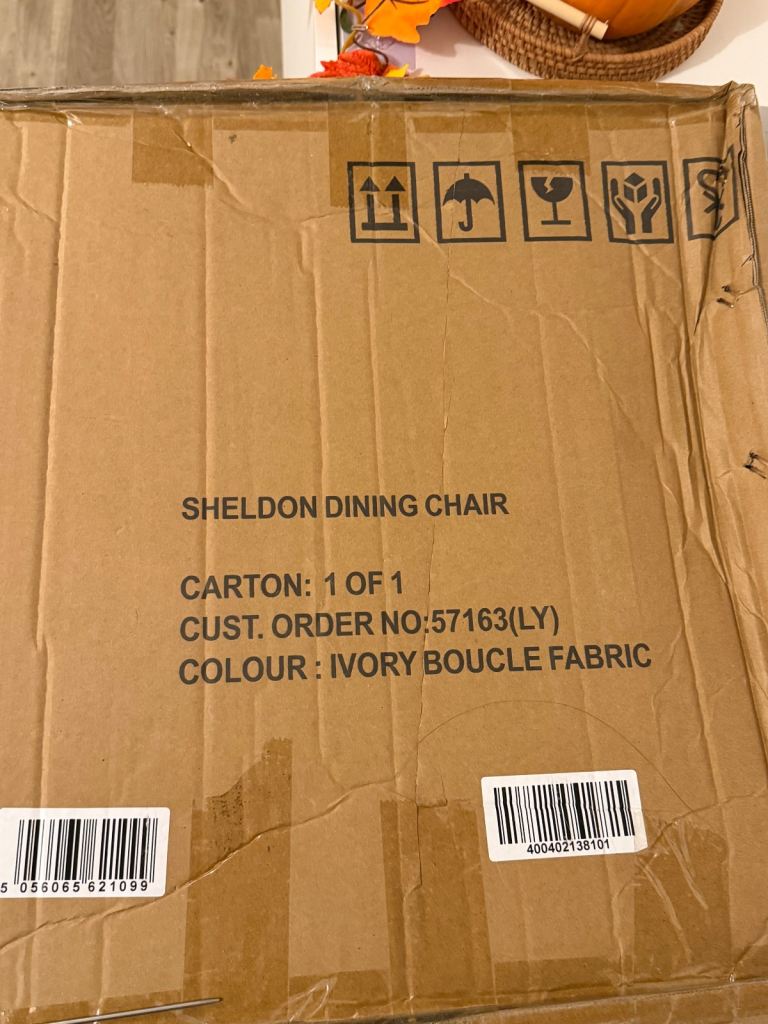 SHELDON DINING CHAIR
CARTON: 1 OF 1
CUST. ORDER NO:57163(LY)
COLOUR : IVORY BOUCLE FABRIC
400402138101
5 056065 621099